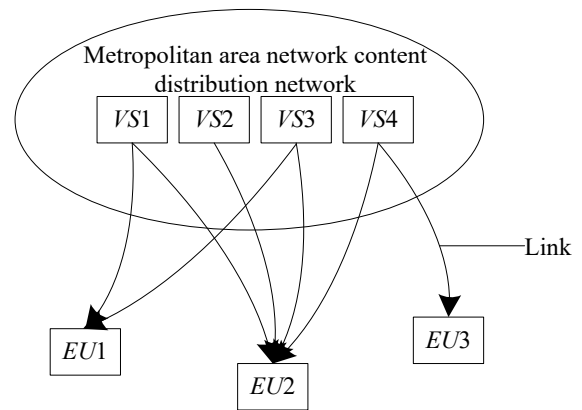 Metropolitan area network content
distribution network
VS1 VS2 VS3 VS4
Link
EU1 EU2 EU3